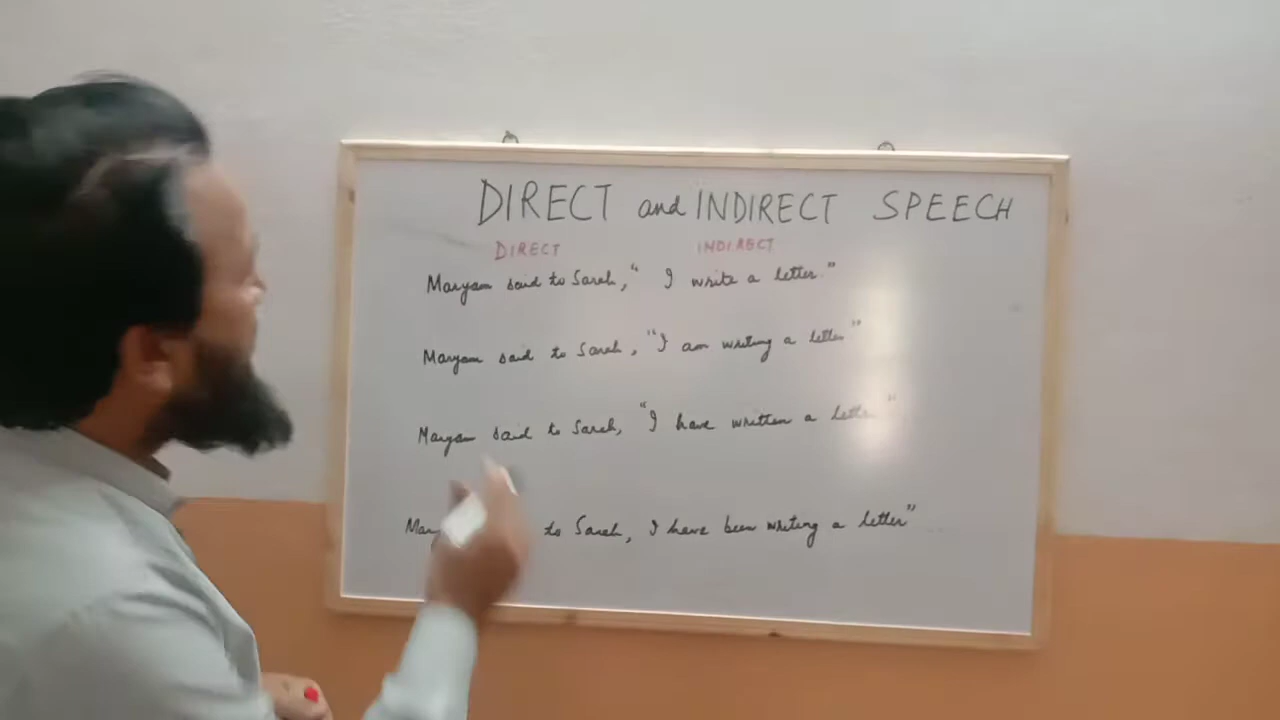 DIRECT and INDIRECT SPEECH
DIRECT INDIRECT
Maryam said to Sarah, " I write a letter."
Maryam said to Sarah, "I am writing a letter"
Maryam said to Sarah, "I have written a lette "
Mar to Sarah, I have been writing a letter"